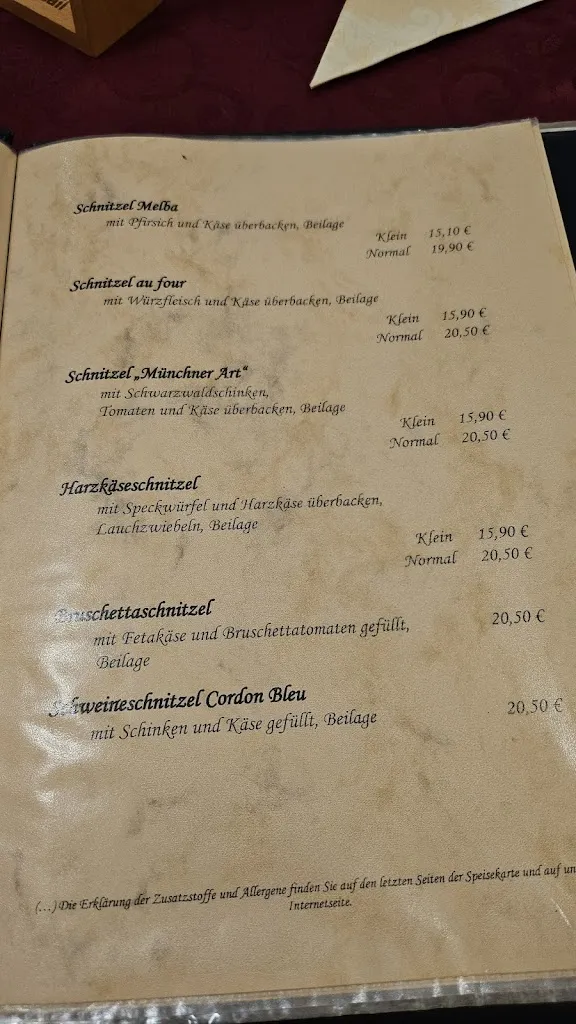 Schnitzel Melba
mit Pfirsich und Käse überbacken, Beilage
Klein 15,10 €
Normal 19,90 €
Schnitzel au four
mit Würzfleisch und Käse überbacken, Beilage
Klein 15,90 €
Normal 20,50 €
Schnitzel „Münchner Art“
mit Schwarzwaldschinken,
Tomaten und Käse überbacken, Beilage
Klein 15,90 €
Normal 20,50 €
Harzkäseschnitzel
mit Speckwürfel und Harzkäse überbacken,
Lauchzwiebeln, Beilage
Klein 15,90 €
Normal 20,50 €
Bruschettaschnitzel
mit Fetakäse und Bruschettatomaten gefüllt, 20,50 €
Beilage
Schweineschnitzel Cordon Bleu
mit Schinken und Käse gefüllt, Beilage 20,50 €
(...) Die Erklärung der Zusatzstoffe und Allergene finden Sie auf den letzten Seiten der Speisekarte und auf un
Internetseite.